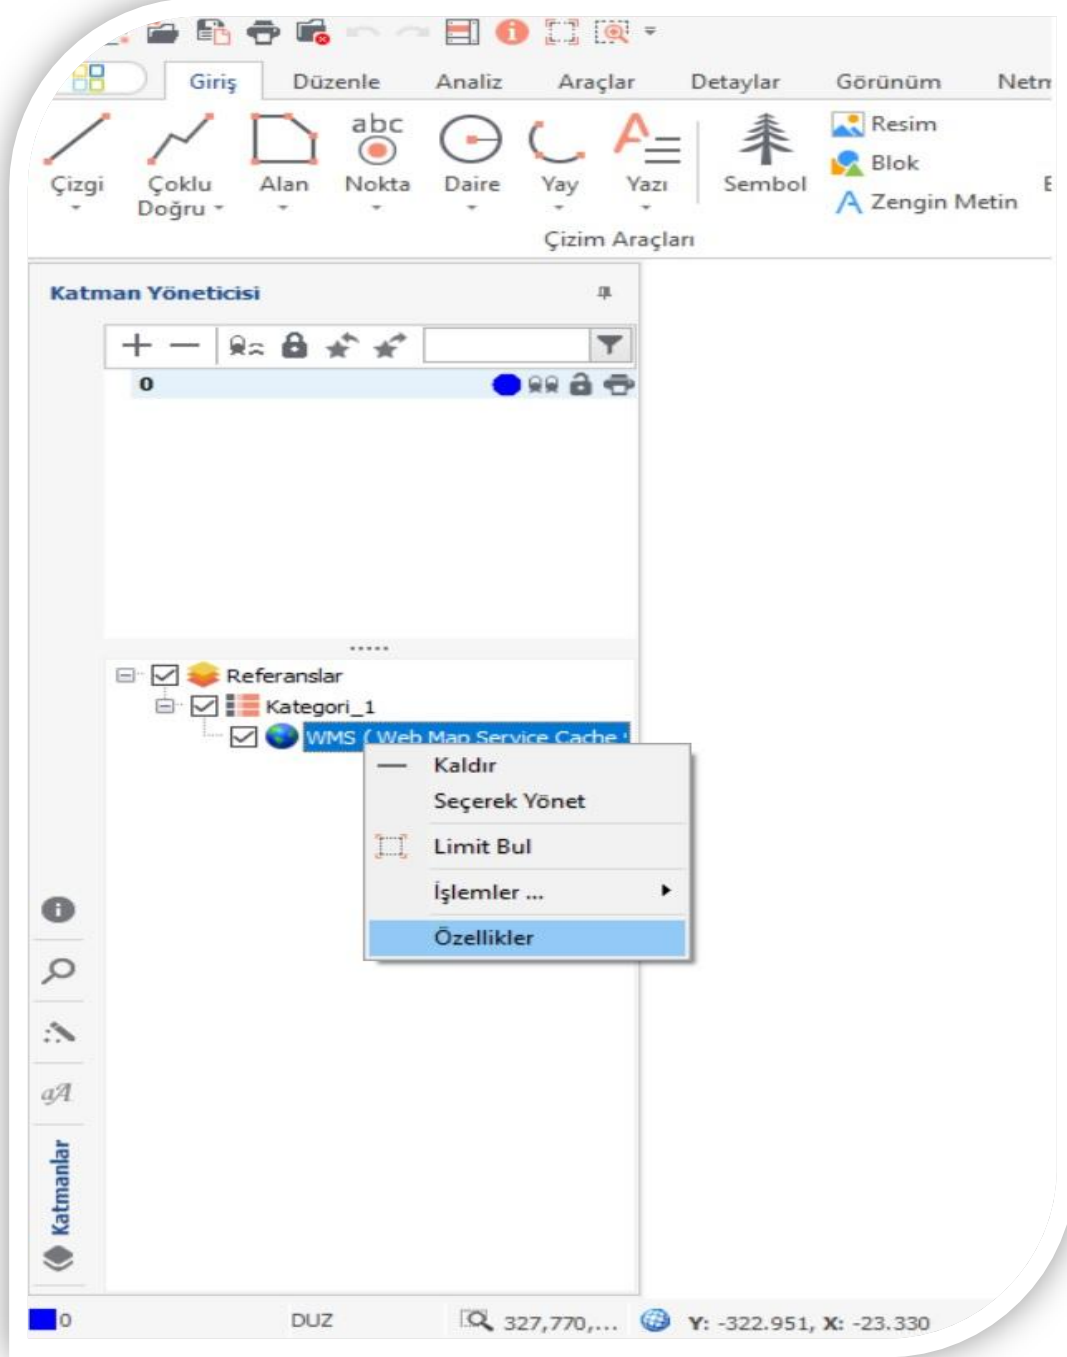 Giriş Düzenle Analiz Araçlar Detaylar Görünüm
abc
Çizgi Çoklu Doğru Alan Nokta Daire Yay Yazı Sembol
Resim
Blok
Zengin Metin
Çizim Araçları
Katman Yöneticisi
0
Referanslar
Kategori_1
WMS ( Web Map Service Cache
Kaldır
Seçerek Yönet
Limit Bul
İşlemler ...
Özellikler
aA
Katmanlar
0 DUZ 327,770,... Y: -322.951, X: -23.330